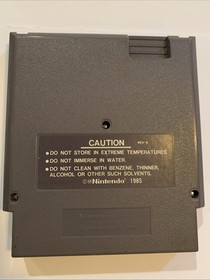 CAUTION
REV-A
•DO NOT STORE IN EXTREME TEMPERATURES.
•DO NOT IMMERSE IN WATER.
•DO NOT CLEAN WITH BENZENE, THINNER,
ALCOHOL OR OTHER SUCH SOLVENTS.
©®Nintendo 1985